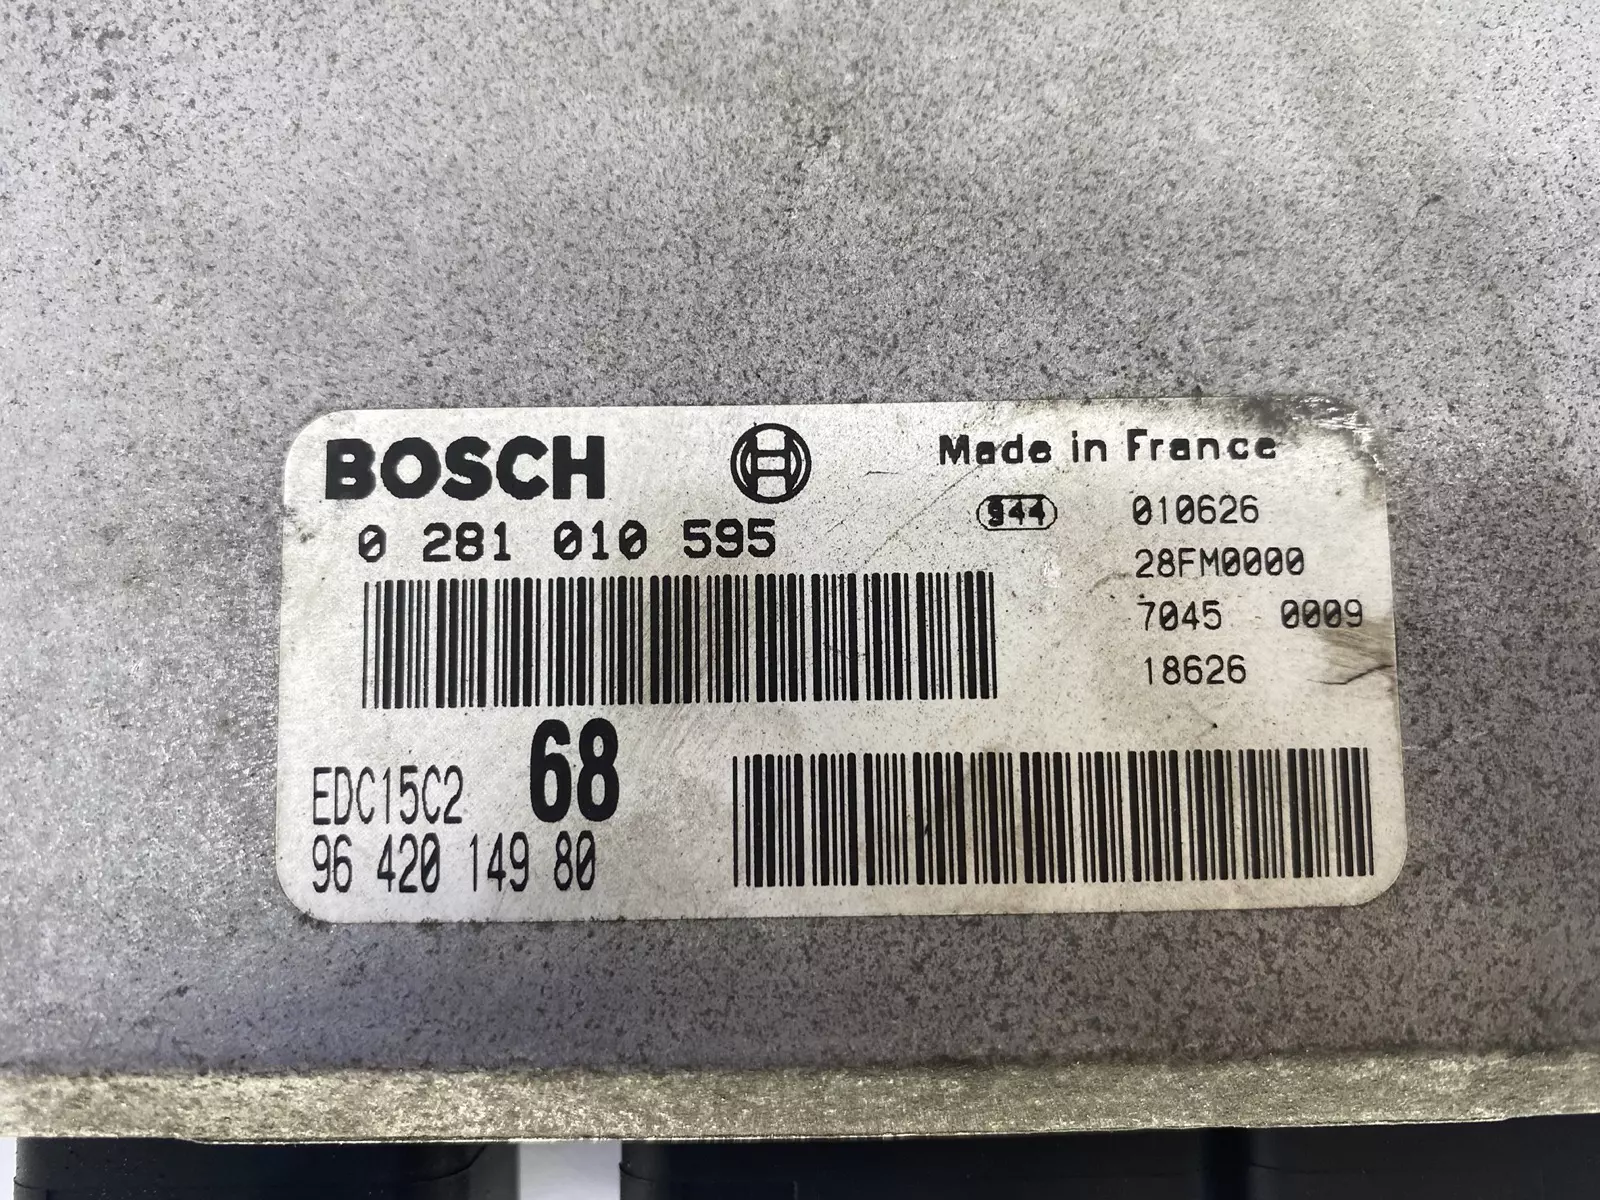 BOSCH
Made in France
0 281 010 595
944
010626
28FM0000
7045 0009
18626
EDC15C2 68
96 420 149 80